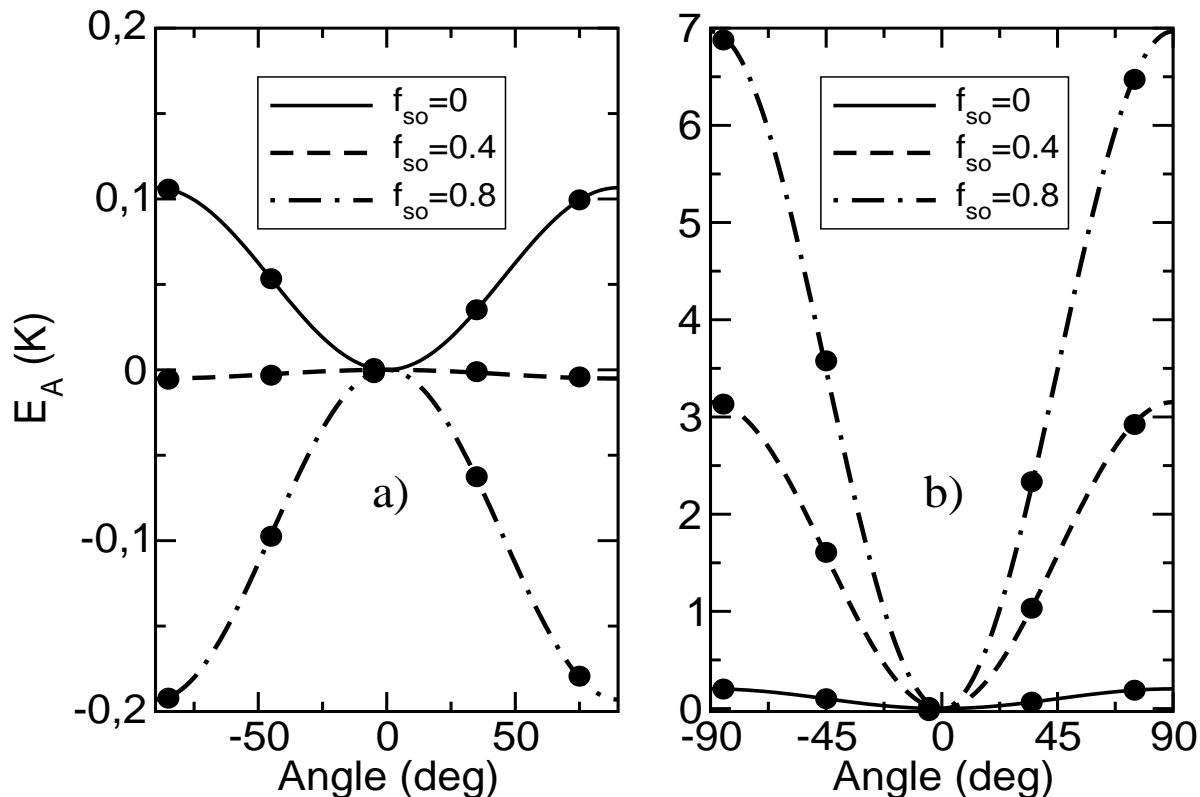 E_A (K)
0,2
0,1
0
-0,1
-0,2
f_so=0
f_so=0.4
f_so=0.8
a)
-50
0
50
Angle (deg)
7
6
5
4
3
2
1
0
f_so=0
f_so=0.4
f_so=0.8
b)
-90
-45
0
45
90
Angle (deg)